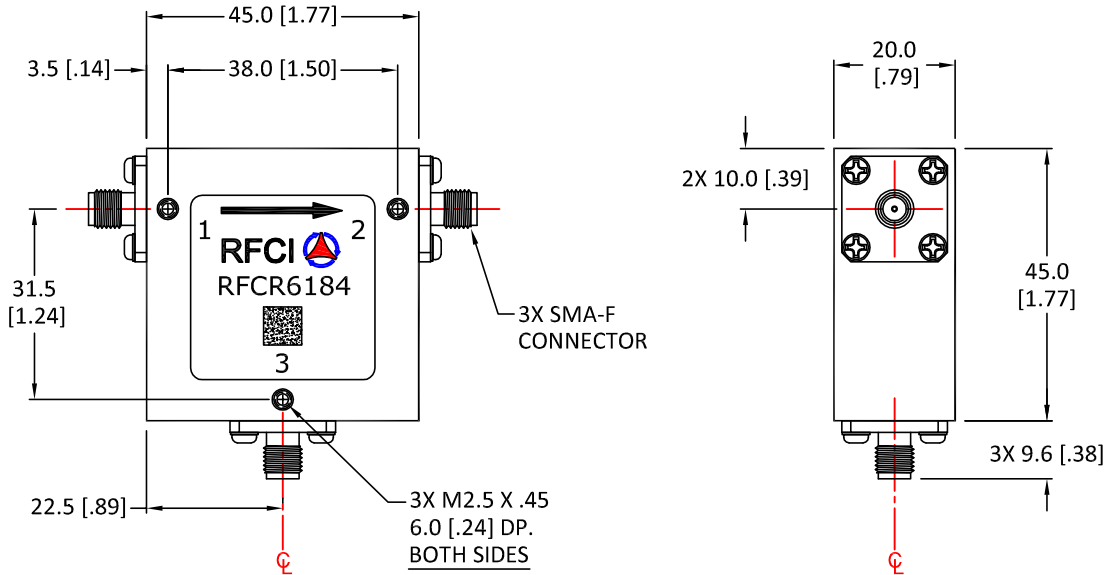 45.0 [1.77]
3.5 [.14]
38.0 [1.50]
20.0
[.79]
2X 10.0 [.39]
1
2
RFCI
RFCR6184
3
31.5
[1.24]
3X SMA-F
CONNECTOR
45.0
[1.77]
3X 9.6 [.38]
22.5 [.89]
3X M2.5 X .45
6.0 [.24] DP.
BOTH SIDES
℄
℄